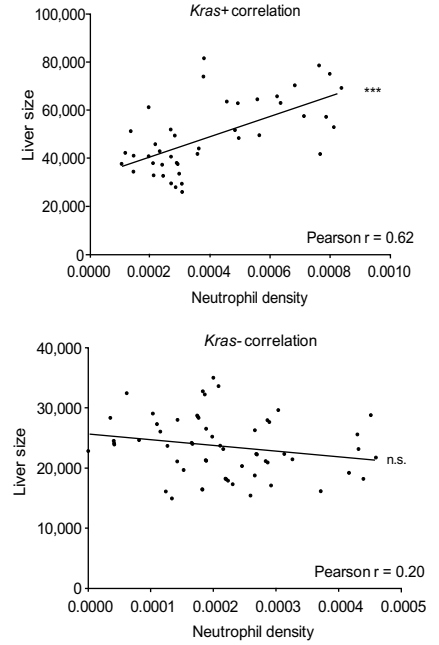 Kras+ correlation
100,000
80,000
60,000
40,000
20,000
0
Liver size
***
Pearson r = 0.62
0.0000 0.0002 0.0004 0.0006 0.0008 0.0010
Neutrophil density
Kras- correlation
40,000
30,000
20,000
10,000
0
Liver size
n.s.
Pearson r = 0.20
0.0000 0.0001 0.0002 0.0003 0.0004 0.0005
Neutrophil density